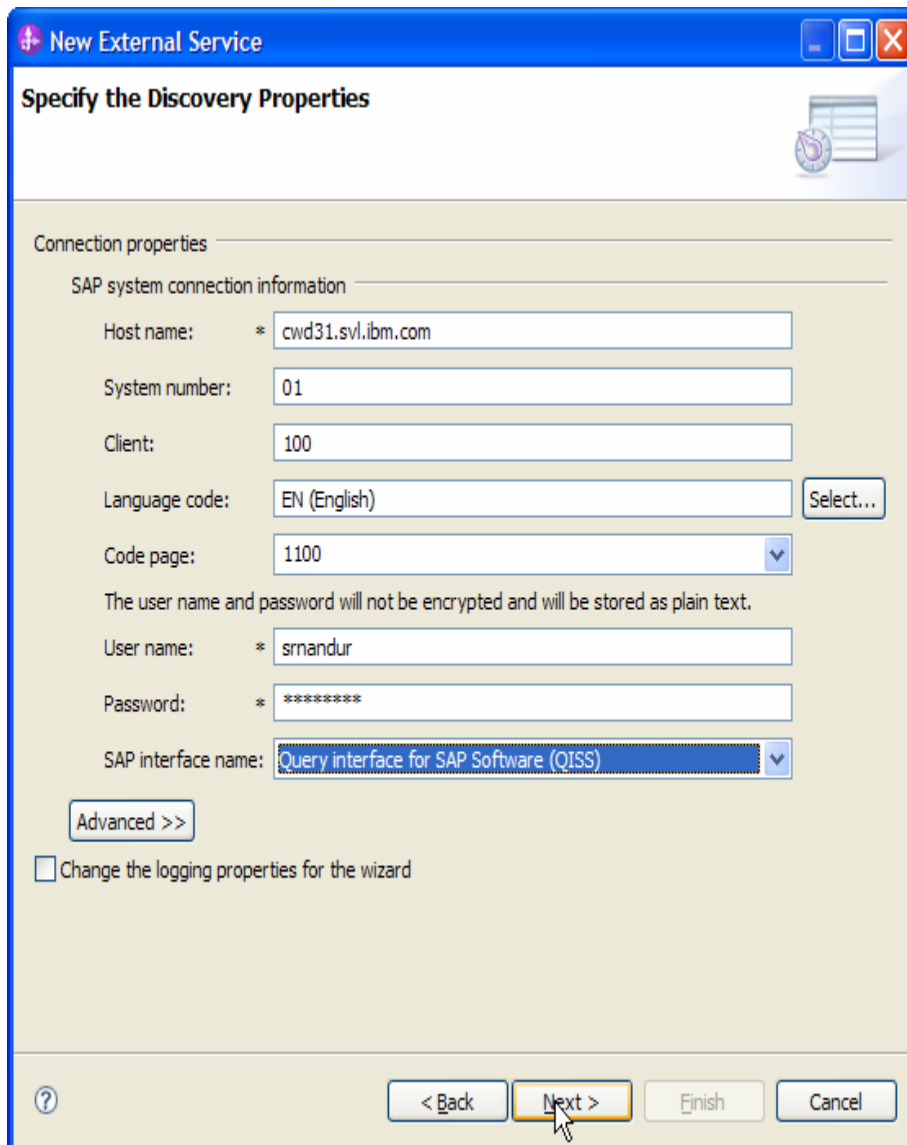 New External Service
Specify the Discovery Properties
Connection properties
SAP system connection information
Host name: * cwd31.svl.ibm.com
System number: 01
Client: 100
Language code: EN (English) Select...
Code page: 1100
The user name and password will not be encrypted and will be stored as plain text.
User name: * srnandur
Password: * ********
SAP interface name: Query interface for SAP Software (QISS)
Advanced >>
Change the logging properties for the wizard
< Back Next > Finish Cancel